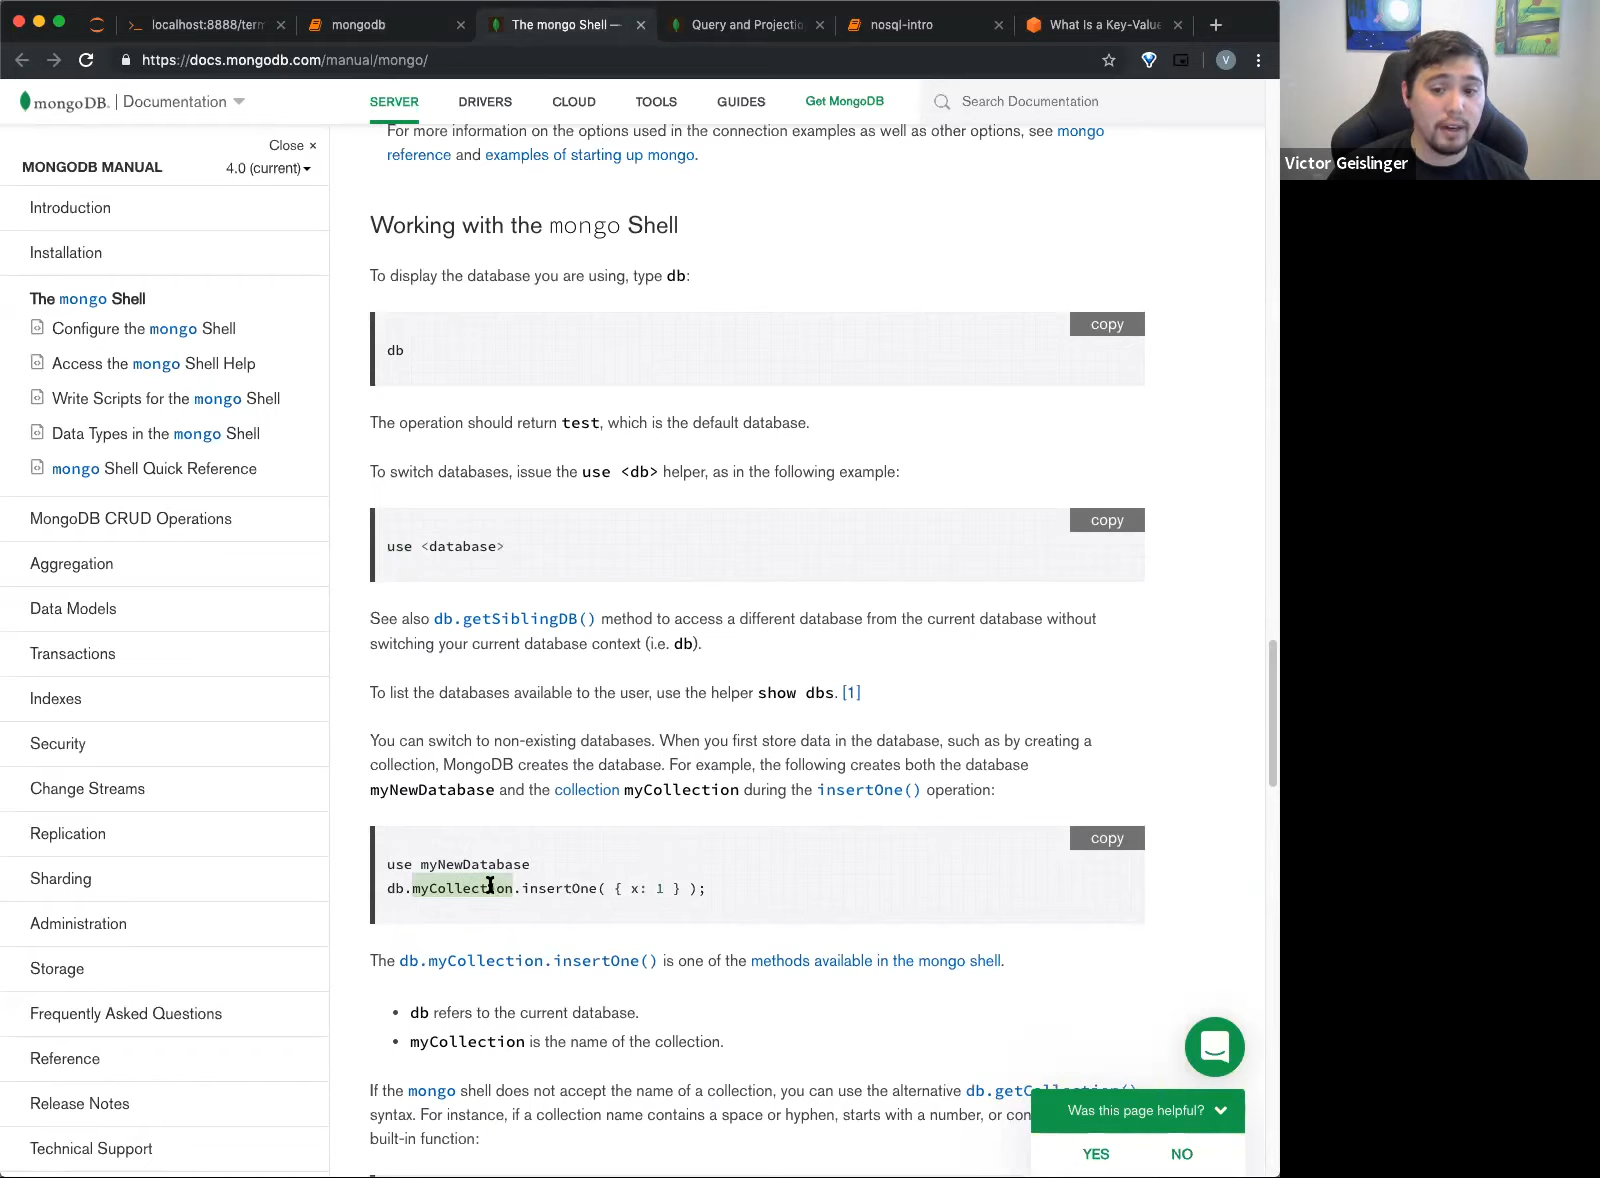 localhost:8888/term
mongodb
The mongo Shell —
Query and Projectio
nosql-intro
What Is a Key-Value
https://docs.mongodb.com/manual/mongo/
V
mongoDB. Documentation
SERVER
DRIVERS
CLOUD
TOOLS
GUIDES
Get MongoDB
Search Documentation
Victor Geislinger
Close ×
MONGODB MANUAL
4.0 (current)
Introduction
Installation
The mongo Shell
Configure the mongo Shell
Access the mongo Shell Help
Write Scripts for the mongo Shell
Data Types in the mongo Shell
mongo Shell Quick Reference
MongoDB CRUD Operations
Aggregation
Data Models
Transactions
Indexes
Security
Change Streams
Replication
Sharding
Administration
Storage
Frequently Asked Questions
Reference
Release Notes
Technical Support
For more information on the options used in the connection examples as well as other options, see mongo
reference and examples of starting up mongo.
Working with the mongo Shell
To display the database you are using, type db:
copy
db
The operation should return test, which is the default database.
To switch databases, issue the use <db> helper, as in the following example:
copy
use <database>
See also db.getSiblingDB() method to access a different database from the current database without
switching your current database context (i.e. db).
To list the databases available to the user, use the helper show dbs. [1]
You can switch to non-existing databases. When you first store data in the database, such as by creating a
collection, MongoDB creates the database. For example, the following creates both the database
myNewDatabase and the collection myCollection during the insertOne() operation:
copy
use myNewDatabase
db.myCollection.insertOne( { x: 1 } );
The db.myCollection.insertOne() is one of the methods available in the mongo shell.
• db refers to the current database.
• myCollection is the name of the collection.
If the mongo shell does not accept the name of a collection, you can use the alternative
syntax. For instance, if a collection name contains a space or hyphen, starts with a number, or
built-in function:
Was this page helpful?
YES
NO